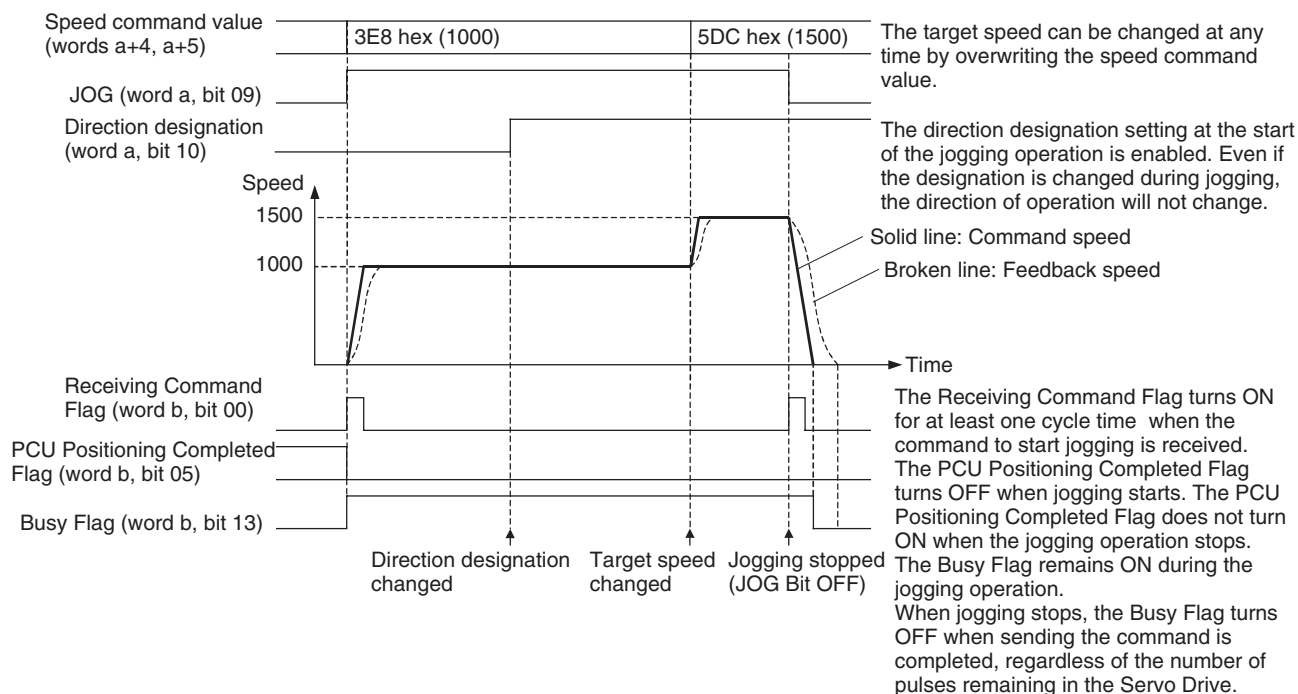 Speed command value
(words a+4, a+5)
3E8 hex (1000)
5DC hex (1500)
The target speed can be changed at any
time by overwriting the speed command
value.
JOG (word a, bit 09)
Direction designation
(word a, bit 10)
The direction designation setting at the start
of the jogging operation is enabled. Even if
the designation is changed during jogging,
the direction of operation will not change.
Speed
1500
1000
Solid line: Command speed
Broken line: Feedback speed
Time
Receiving Command
Flag (word b, bit 00)
PCU Positioning Completed
Flag (word b, bit 05)
Busy Flag (word b, bit 13)
Direction designation
changed
Target speed
changed
Jogging stopped
(JOG Bit OFF)
The Receiving Command Flag turns ON
for at least one cycle time when the
command to start jogging is received.
The PCU Positioning Completed Flag
turns OFF when jogging starts. The PCU
Positioning Completed Flag does not turn
ON when the jogging operation stops.
The Busy Flag remains ON during the
jogging operation.
When jogging stops, the Busy Flag turns
OFF when sending the command is
completed, regardless of the number of
pulses remaining in the Servo Drive.